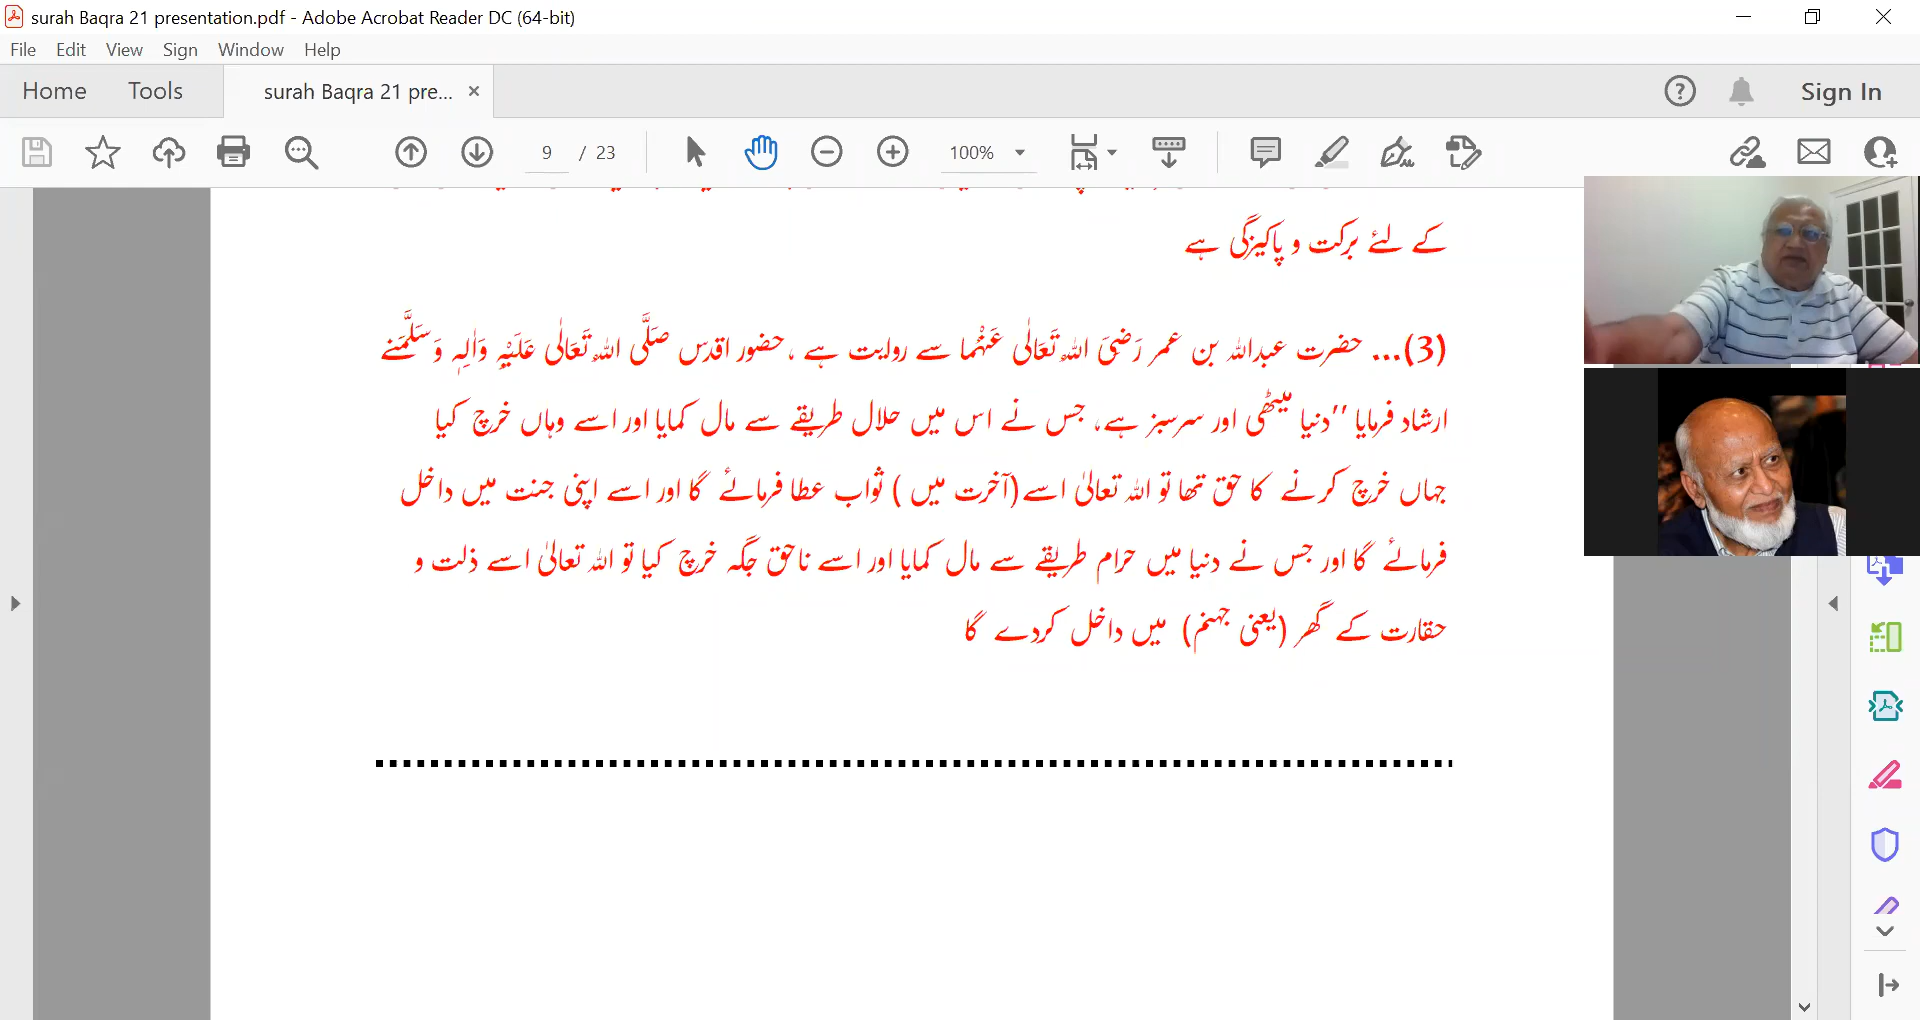 surah Baqra 21 presentation.pdf - Adobe Acrobat Reader DC (64-bit)
File Edit View Sign Window Help
Home Tools surah Baqra 21 pre... × Sign In
9 / 23 100%
کے لئے برکت و پاکیزگی ہے
(3)... حضرت عبداللہ بن عمر رَضِیَ اللہ تَعَالٰی عَنْہُما سے روایت ہے ،حضور اقدس صَلَّی اللہ تَعَالٰی عَلَیْہِ وَاٰلِہٖ وَسَلَّمَنے
ارشاد فرمایا ’’دنیا میٹھی اور سرسبز ہے، جس نے اس میں حلال طریقے سے مال کمایا اور اسے وہاں خرچ کیا
جہاں خرچ کرنے کا حق تھا تو اللہ تعالیٰ اسے (آخرت میں ) ثواب عطا فرمائے گا اور اسے اپنی جنت میں داخل
فرمائے گا اور جس نے دنیا میں حرام طریقے سے مال کمایا اور اسے ناحق جگہ خرچ کیا تو اللہ تعالیٰ اسے ذلت و
حقارت کے گھر (یعنی جہنم) میں داخل کردے گا